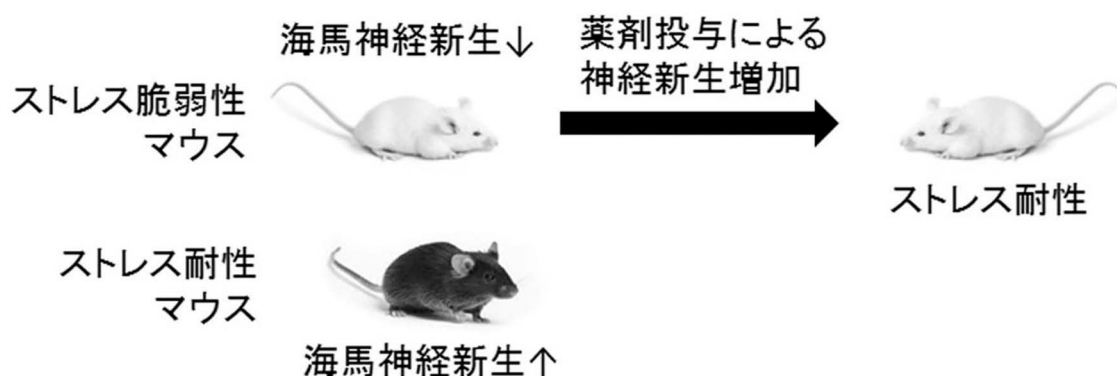 海馬神経新生↓
薬剤投与による
神経新生増加
ストレス脆弱性
マウス
ストレス耐性
ストレス耐性
マウス
海馬神経新生↑